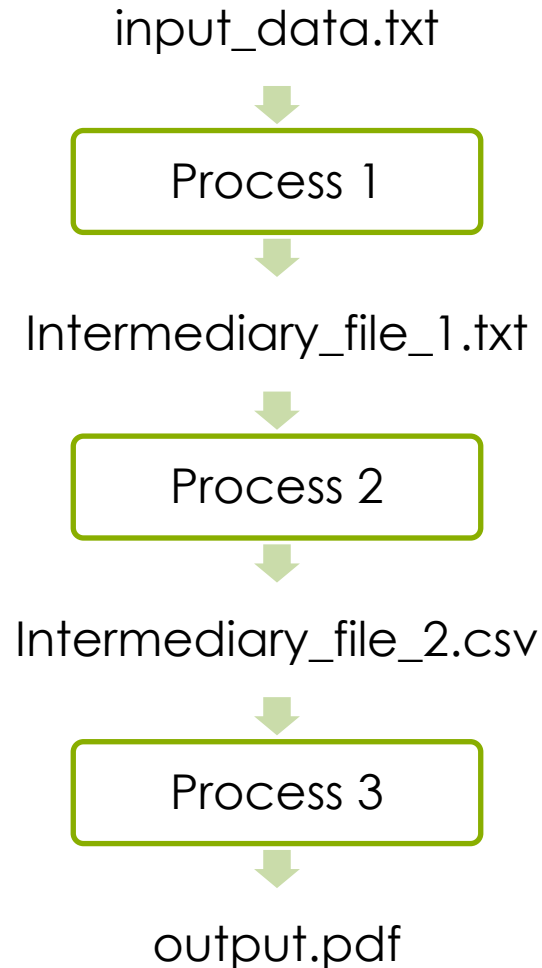 input_data.txt
Process 1
Intermediary_file_1.txt
Process 2
Intermediary_file_2.csv
Process 3
output.pdf